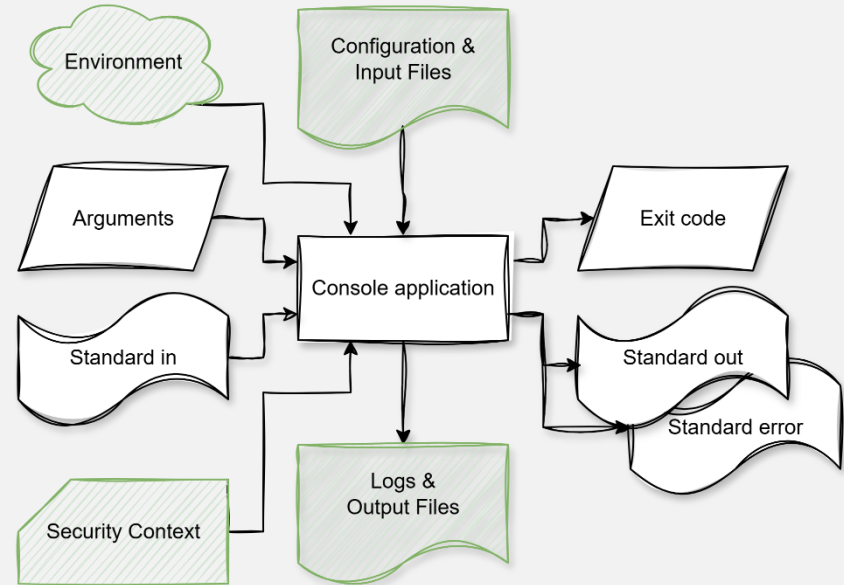 Environment
Configuration &
Input Files
Arguments
Exit code
Console application
Standard in
Standard out
Standard error
Logs &
Output Files
Security Context